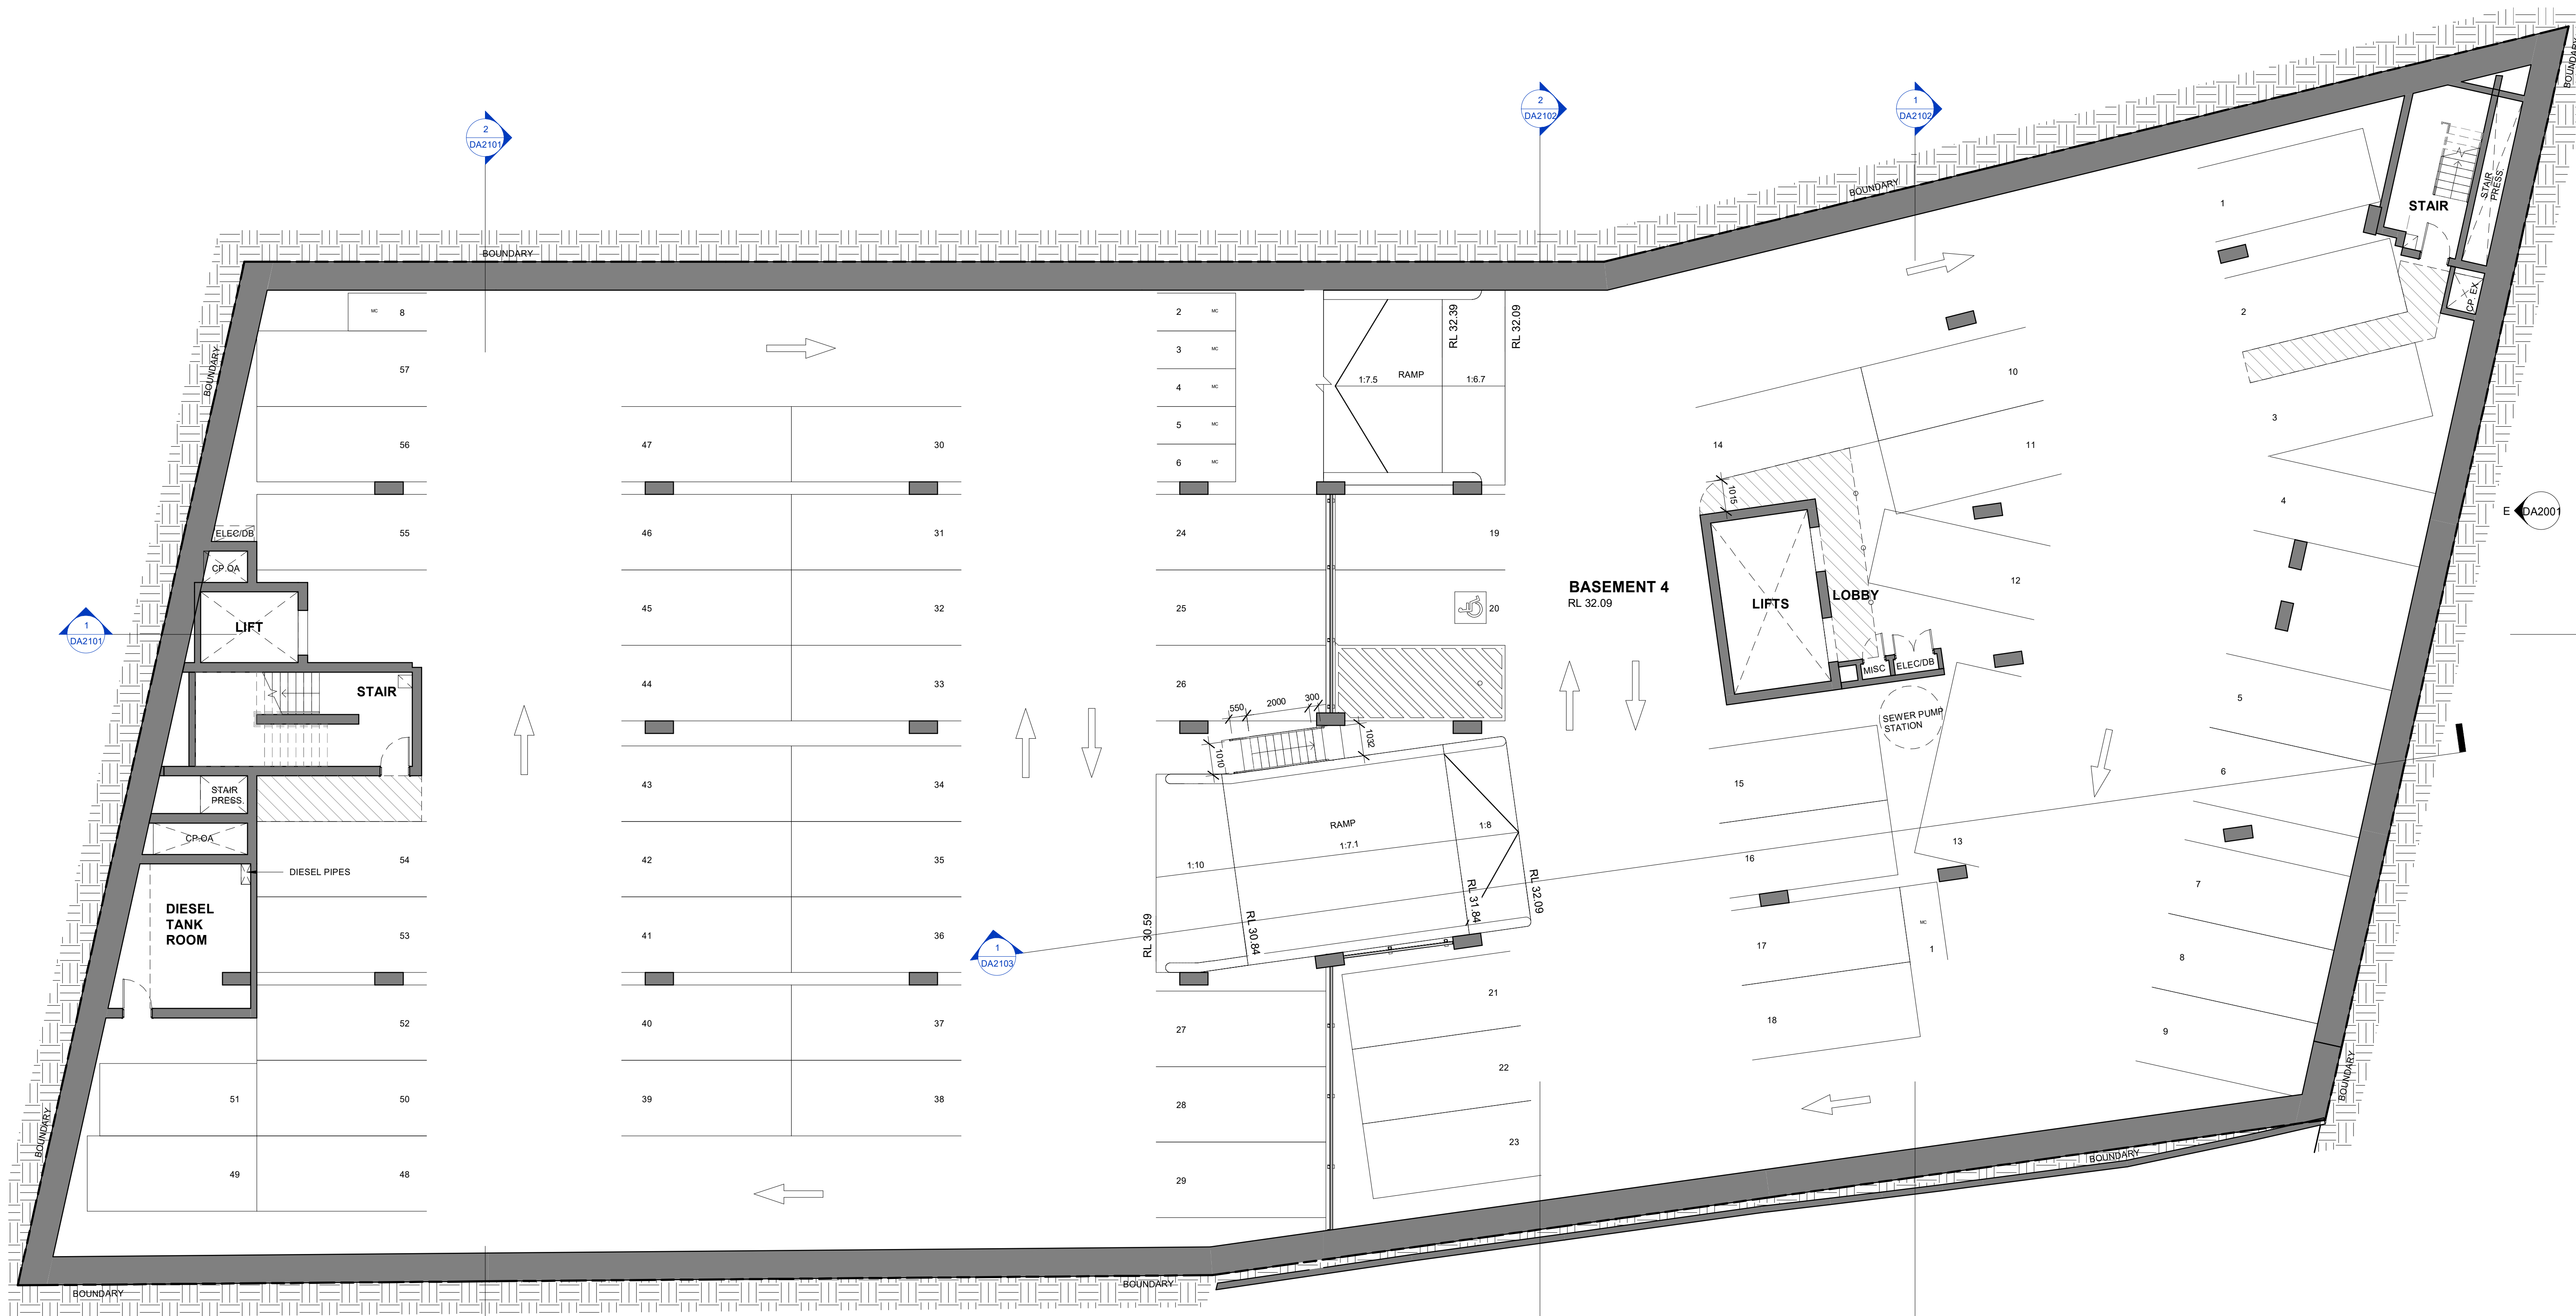 2
DA2101
2
DA2102
1
DA2102
BOUNDARY
BOUNDARY
BOUNDARY
BOUNDARY
STAIR
STAIR
PRESS.
CP. EX
1
2
3
4
5
6
7
8
9
10
11
12
13
14
15
16
17
18
MC
1
E
DA2001
MC
8
57
56
55
54
53
52
51
50
49
48
47
46
45
44
43
42
41
40
39
30
31
32
33
34
35
36
37
38
2
MC
3
MC
4
MC
5
MC
6
MC
24
25
26
27
28
29
19
20
21
22
23
1:7.5
RAMP
1:6.7
RL 32.39
RL 32.09
BASEMENT 4
RL 32.09
1015
LIFTS
LOBBY
MISC
ELEC/DB
SEWER PUMP
STATION
550
2000
300
1010
1032
RAMP
1:7.1
1:8
1:10
RL 30.59
RL 30.84
RL 31.84
RL 32.09
1
DA2103
ELEC/DB
CP.OA
LIFT
1
DA2101
STAIR
STAIR
PRESS.
CP.OA
DIESEL PIPES
DIESEL
TANK
ROOM
BOUNDARY
BOUNDARY
BOUNDARY
BOUNDARY
BOUNDARY